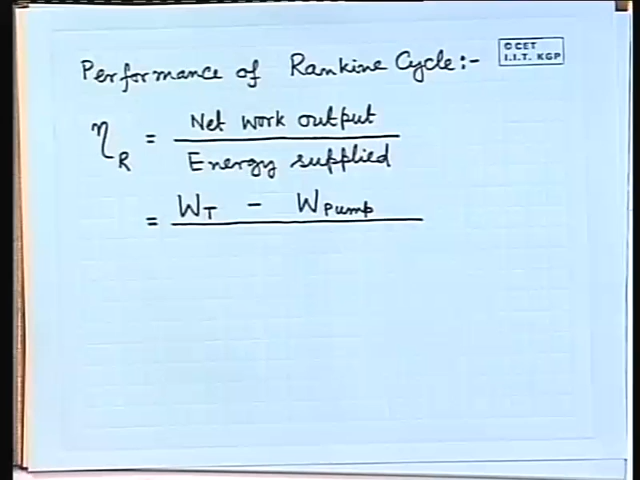 Performance of Rankine Cycle:-
© CET
I.I.T. KGP
η_R = Net work output / Energy supplied
= W_T - W_Pump